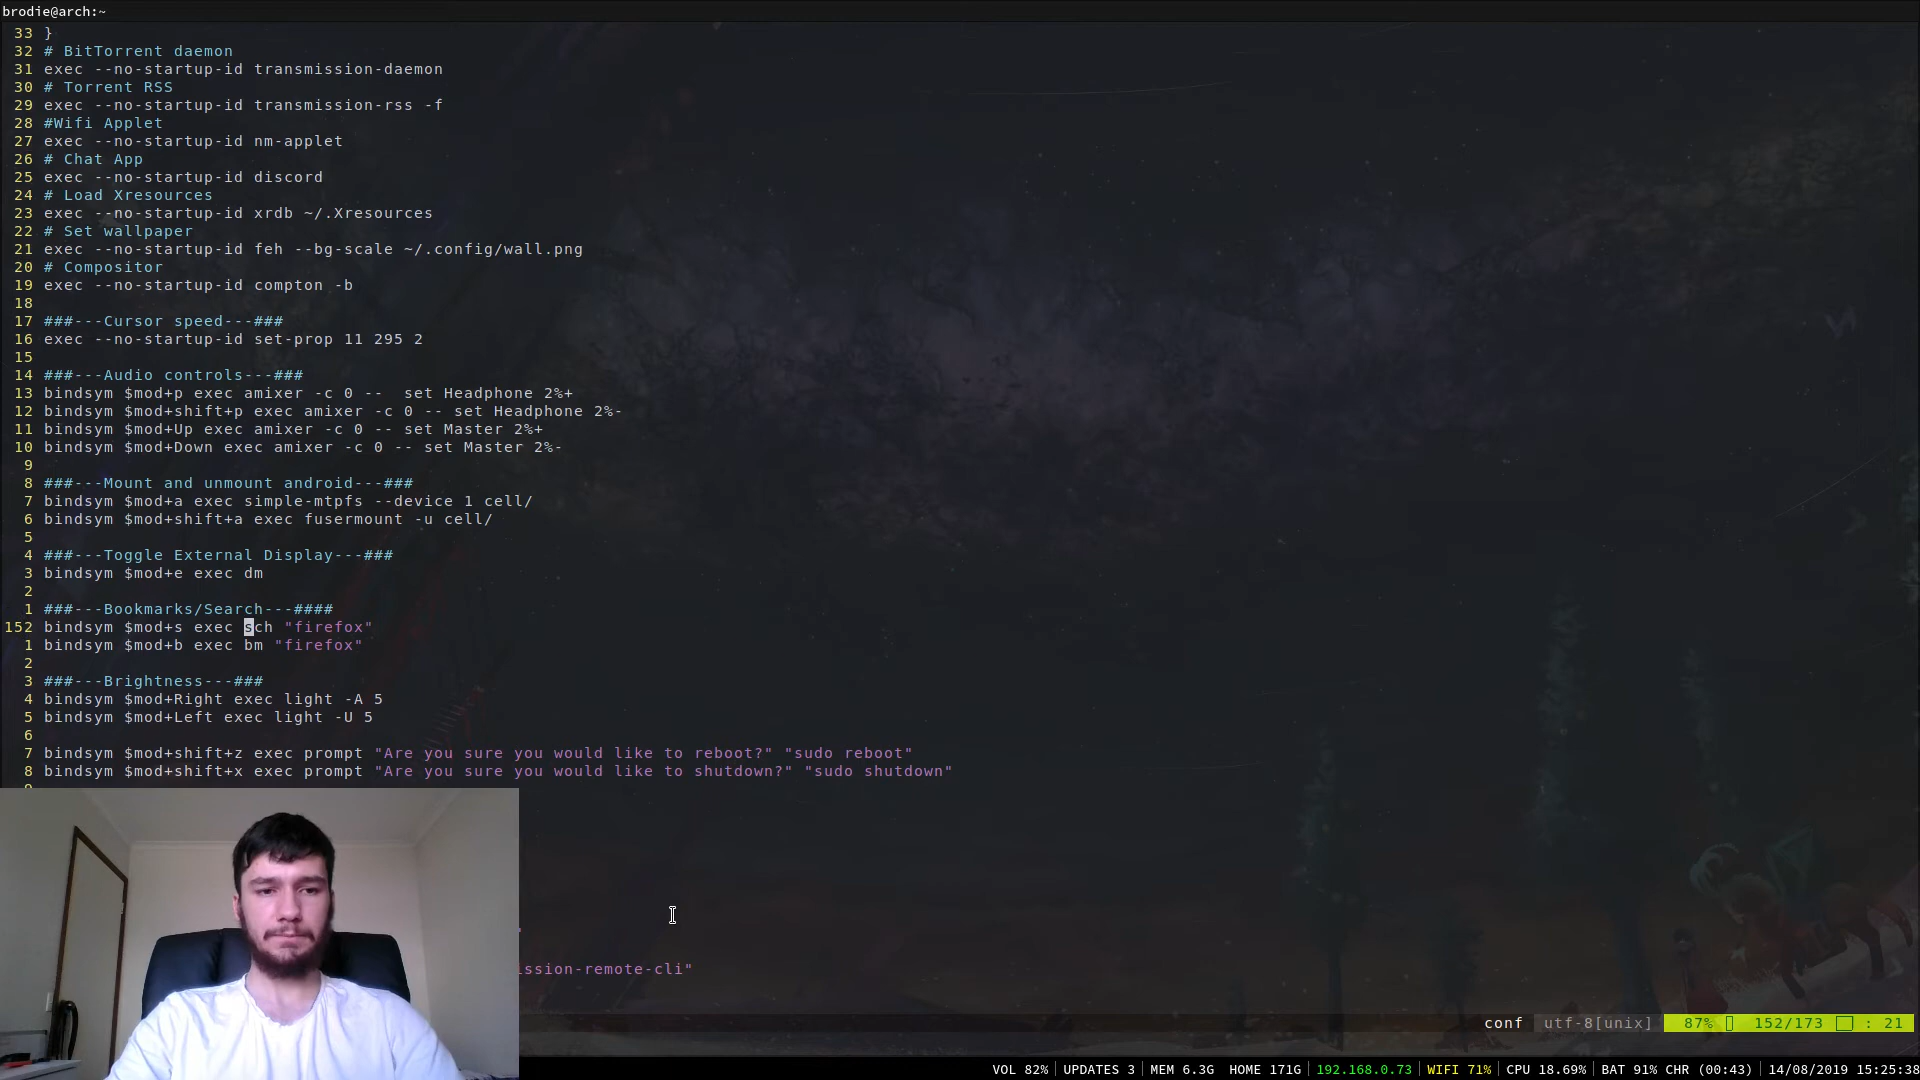 brodie@arch:~
33 }
32 # BitTorrent daemon
31 exec --no-startup-id transmission-daemon
30 # Torrent RSS
29 exec --no-startup-id transmission-rss -f
28 #Wifi Applet
27 exec --no-startup-id nm-applet
26 # Chat App
25 exec --no-startup-id discord
24 # Load Xresources
23 exec --no-startup-id xrdb ~/.Xresources
22 # Set wallpaper
21 exec --no-startup-id feh --bg-scale ~/.config/wall.png
20 # Compositor
19 exec --no-startup-id compton -b
18
17 ###---Cursor speed---###
16 exec --no-startup-id set-prop 11 295 2
15
14 ###---Audio controls---###
13 bindsym $mod+p exec amixer -c 0 --  set Headphone 2%+
12 bindsym $mod+shift+p exec amixer -c 0 -- set Headphone 2%-
11 bindsym $mod+Up exec amixer -c 0 -- set Master 2%+
10 bindsym $mod+Down exec amixer -c 0 -- set Master 2%-
9
8 ###---Mount and unmount android---###
7 bindsym $mod+a exec simple-mtpfs --device 1 cell/
6 bindsym $mod+shift+a exec fusermount -u cell/
5
4 ###---Toggle External Display---###
3 bindsym $mod+e exec dm
2
1 ###---Bookmarks/Search---####
152 bindsym $mod+s exec sch "firefox"
1 bindsym $mod+b exec bm "firefox"
2
3 ###---Brightness---###
4 bindsym $mod+Right exec light -A 5
5 bindsym $mod+Left exec light -U 5
6
7 bindsym $mod+shift+z exec prompt "Are you sure you would like to reboot?" "sudo reboot"
8 bindsym $mod+shift+x exec prompt "Are you sure you would like to shutdown?" "sudo shutdown"
ission-remote-cli"
conf utf-8[unix] 87% 152/173 : 21
VOL 82% UPDATES 3 MEM 6.3G HOME 171G 192.168.0.73 WIFI 71% CPU 18.69% BAT 91% CHR (00:43) 14/08/2019 15:25:38